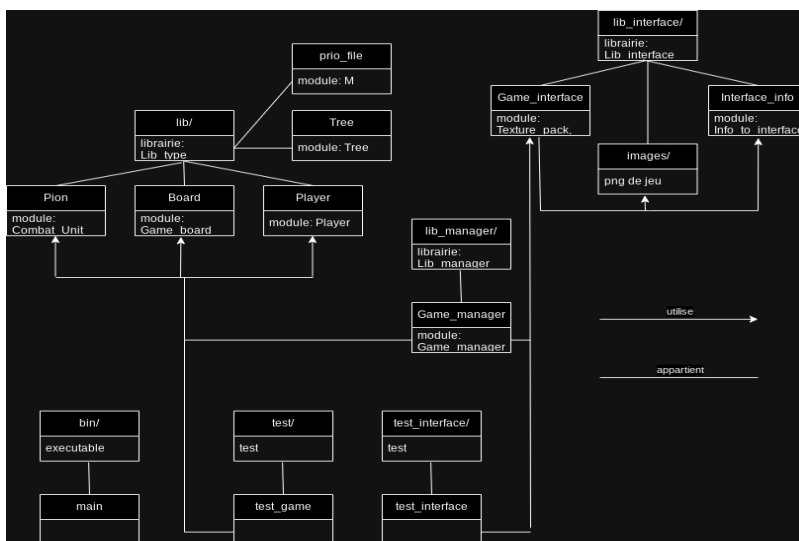 lib_interface/
librairie:
Lib_interface
prio_file
module: M
Game_interface
module:
Texture_pack,
Interface_info
module:
Info_to_interface
lib/
librairie:
Lib_type
Tree
module: Tree
images/
png de jeu
Pion
module:
Combat_Unit
Board
module:
Game_board
Player
module: Player
lib_manager/
librairie:
Lib_manager
Game_manager
module:
Game_manager
utilise
appartient
bin/
executable
test/
test
test_interface/
test
main
test_game
test_interface